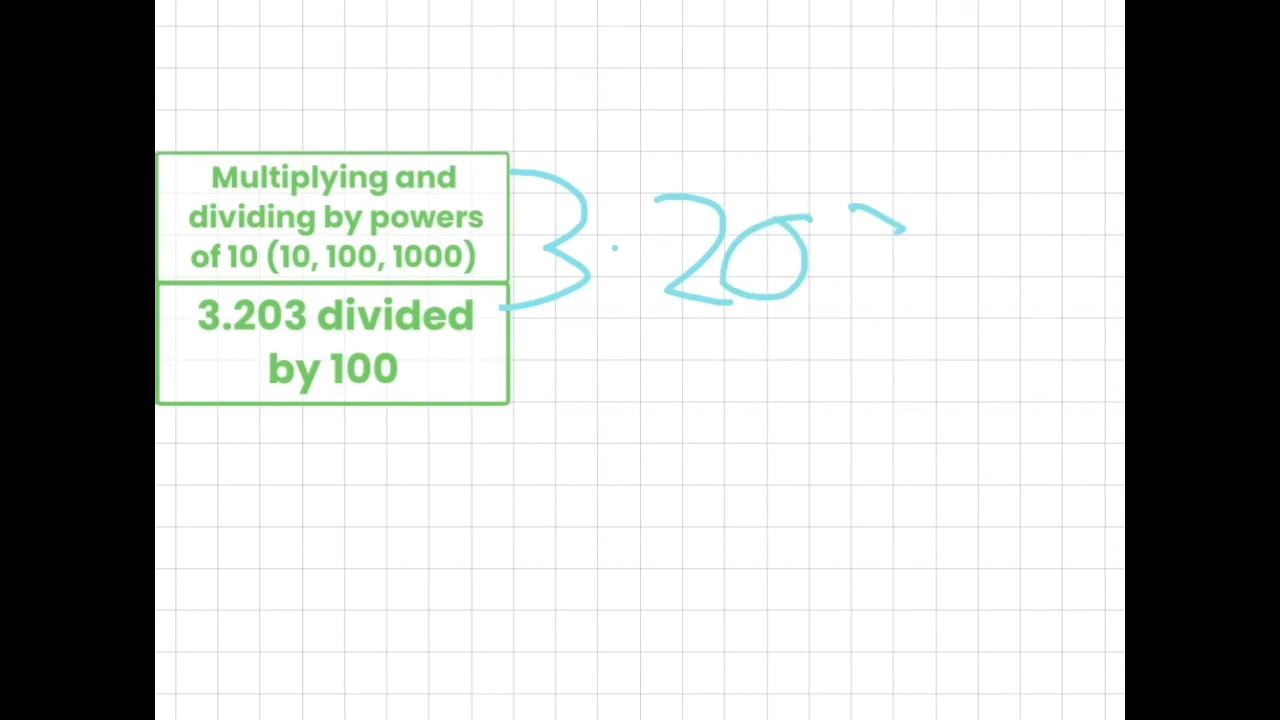 Multiplying and
dividing by powers
of 10 (10, 100, 1000)
3.203 divided
by 100
3.20